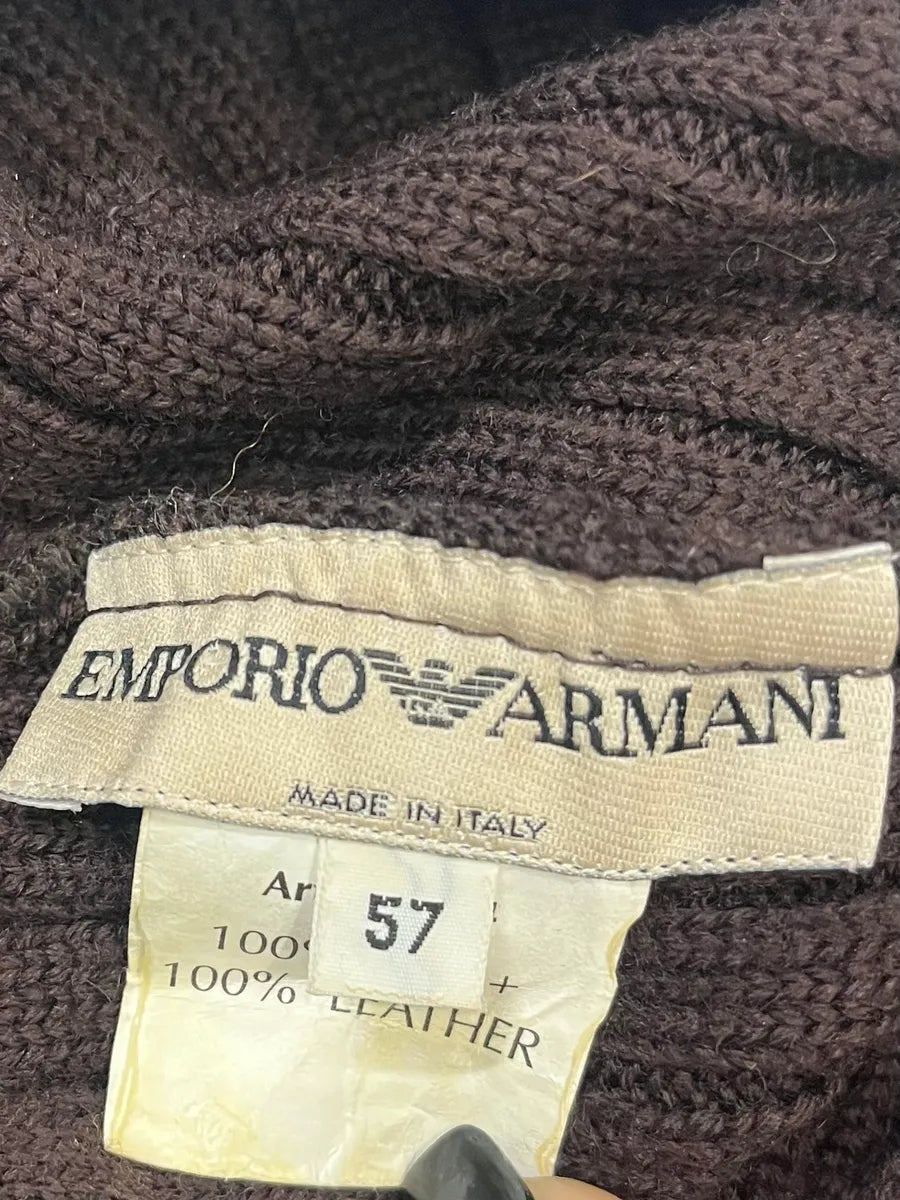 EMPORIO ARMANI
MADE IN ITALY
57
100%
+
100% LEATHER